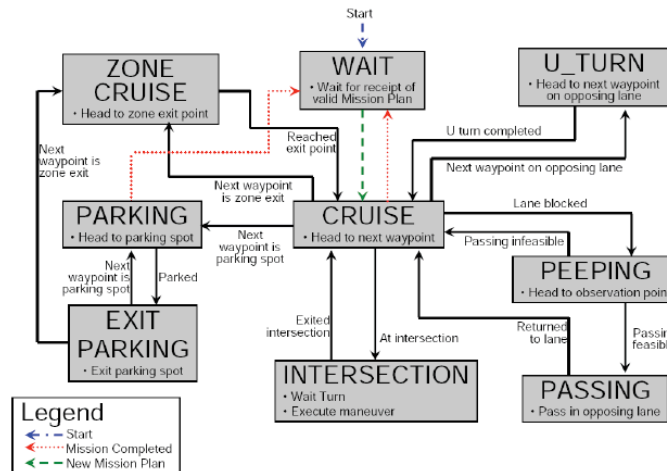 Start
ZONE
CRUISE
• Head to zone exit point
WAIT
• Wait for receipt of
valid Mission Plan
U_TURN
• Head to next waypoint
on opposing lane
Next
waypoint
is zone exit
Reached
exit point
U turn completed
Next waypoint on opposing lane
Next waypoint
is zone exit
PARKING
• Head to parking spot
Next
waypoint is
parking spot
CRUISE
• Head to next waypoint
Lane blocked
Passing infeasible
PEEPING
• Head to observation point
Next
waypoint is
parking spot
Parked
EXIT
PARKING
• Exit parking spot
Exited
intersection
At intersection
Returned
to lane
Passing
feasible
INTERSECTION
• Wait Turn
• Execute maneuver
PASSING
• Pass in opposing lane
Legend
Start
Mission Completed
New Mission Plan